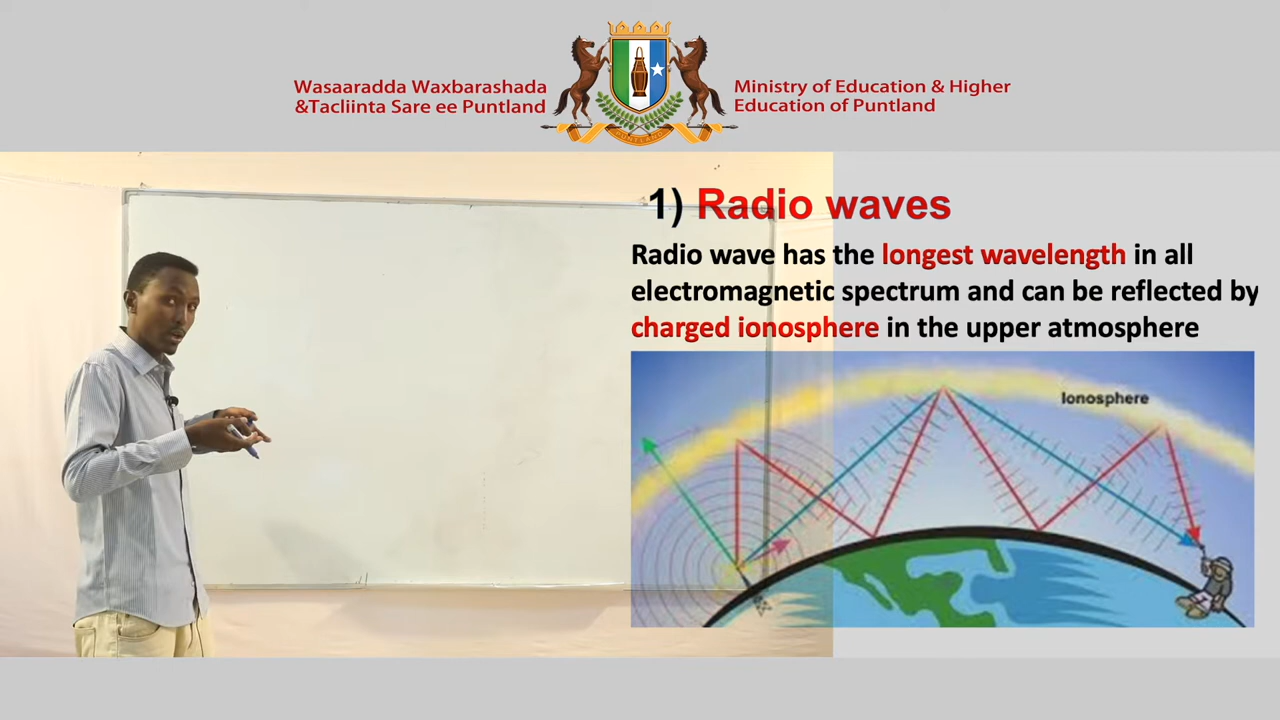 Wasaaradda Waxbarashada
&Tacliinta Sare ee Puntland
PUNTLAND
Ministry of Education & Higher
Education of Puntland
1) Radio waves
Radio wave has the longest wavelength in all
electromagnetic spectrum and can be reflected by
charged ionosphere in the upper atmosphere
Ionosphere